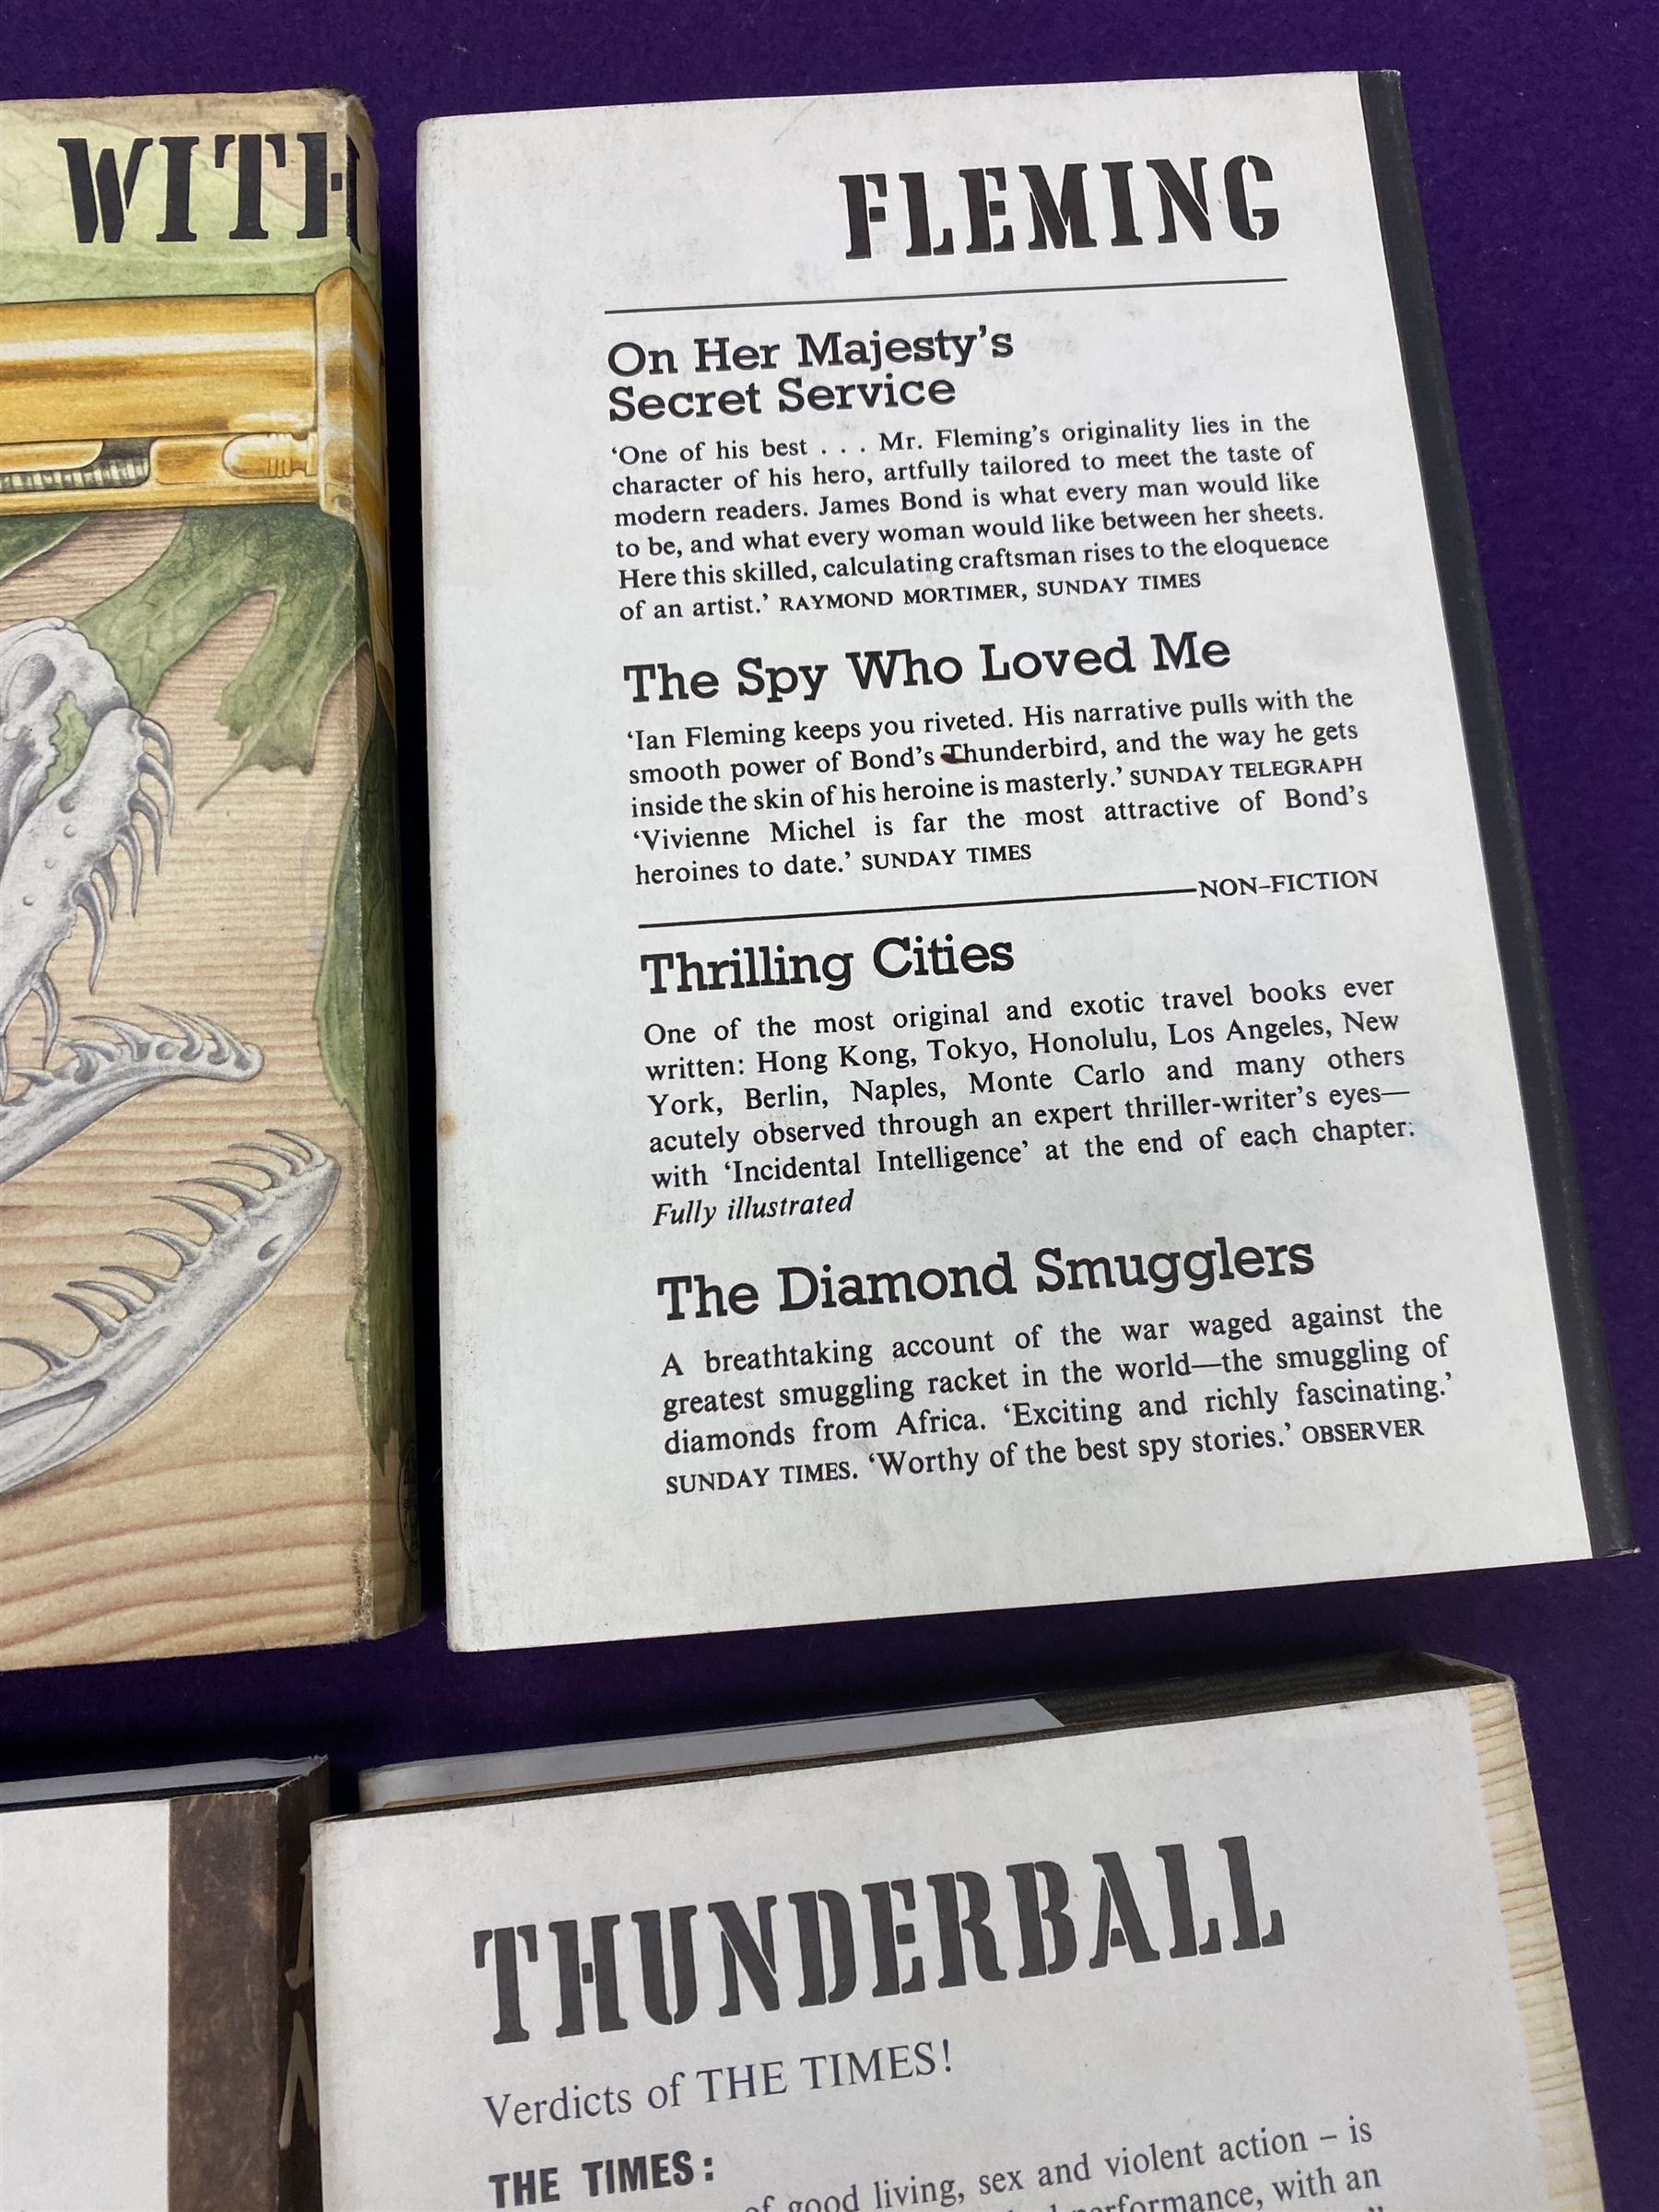 WITH
FLEMING
On Her Majesty's
Secret Service
‘One of his best . . . Mr. Fleming’s originality lies in the
character of his hero, artfully tailored to meet the taste of
modern readers. James Bond is what every man would like
to be, and what every woman would like between her sheets.
Here this skilled, calculating craftsman rises to the eloquence
of an artist.’ RAYMOND MORTIMER, SUNDAY TIMES
The Spy Who Loved Me
‘Ian Fleming keeps you riveted. His narrative pulls with the
smooth power of Bond’s Thunderbird, and the way he gets
inside the skin of his heroine is masterly.’ SUNDAY TELEGRAPH
‘Vivienne Michel is far the most attractive of Bond’s
heroines to date.’ SUNDAY TIMES
NON–FICTION
Thrilling Cities
One of the most original and exotic travel books ever
written: Hong Kong, Tokyo, Honolulu, Los Angeles, New
York, Berlin, Naples, Monte Carlo and many others
acutely observed through an expert thriller-writer’s eyes—
with ‘Incidental Intelligence’ at the end of each chapter:
Fully illustrated
The Diamond Smugglers
A breathtaking account of the war waged against the
greatest smuggling racket in the world—the smuggling of
diamonds from Africa. ‘Exciting and richly fascinating.’
SUNDAY TIMES. ‘Worthy of the best spy stories.’ OBSERVER
THUNDERBALL
Verdicts of THE TIMES!
THE TIMES:
of good living, sex and violent action – is
performance, with an